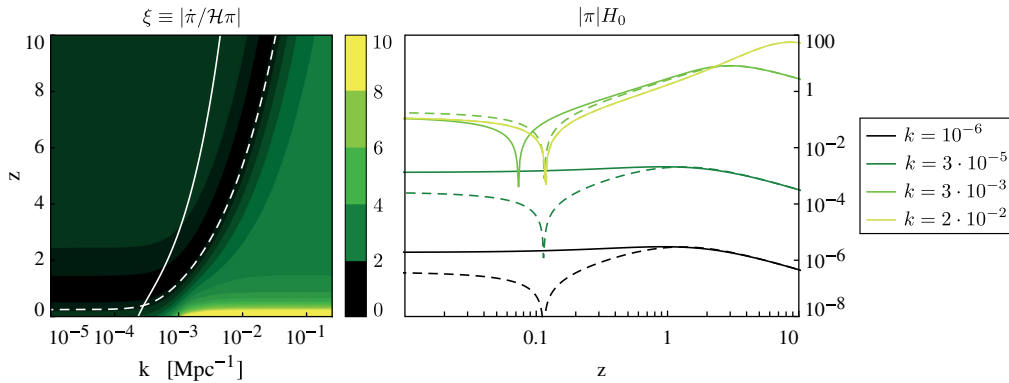 ξ ≡ |π̇/ℋπ|
10
8
6
4
2
0
z
10⁻⁵ 10⁻⁴ 10⁻³ 10⁻² 10⁻¹
k [Mpc⁻¹]
10
8
6
4
2
0
|π|H₀
100
1
10⁻²
10⁻⁴
10⁻⁶
10⁻⁸
0.1 1 10
z
k = 10⁻⁶
k = 3 · 10⁻⁵
k = 3 · 10⁻³
k = 2 · 10⁻²